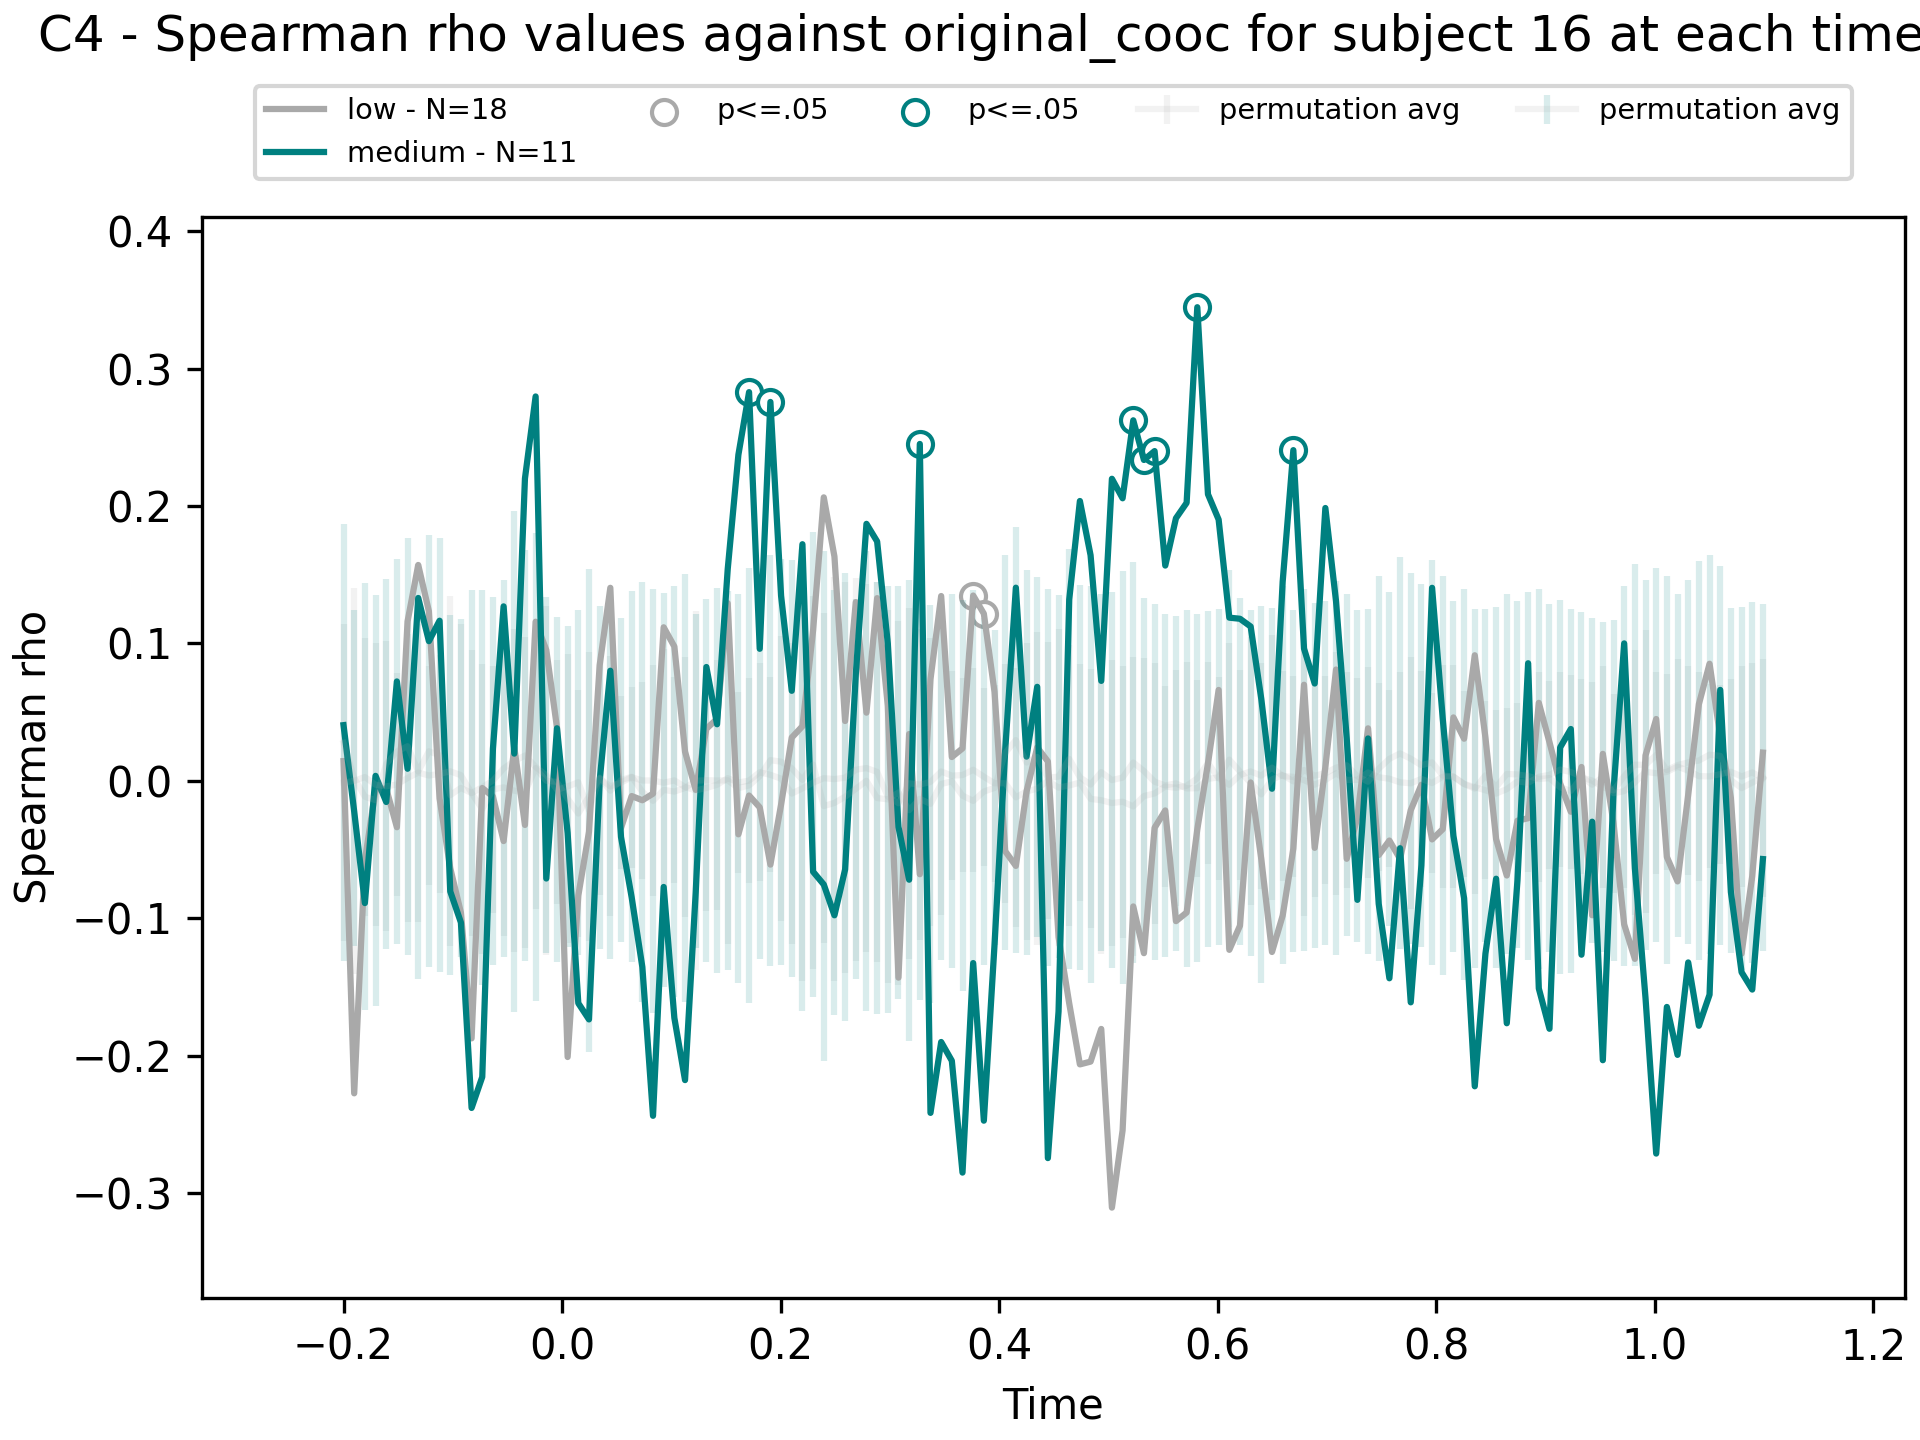 C4 - Spearman rho values against original_cooc for subject 16 at each time
low - N=18
medium - N=11
p<=.05
p<=.05
permutation avg
permutation avg
0.4
0.3
0.2
0.1
0.0
−0.1
−0.2
−0.3
Spearman rho
−0.2 0.0 0.2 0.4 0.6 0.8 1.0 1.2
Time